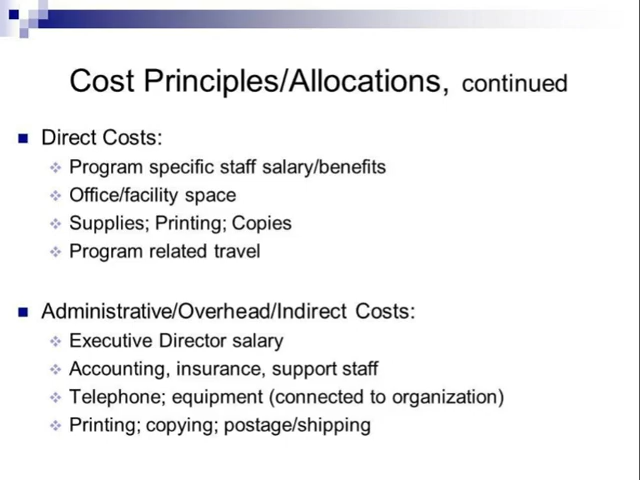 Cost Principles/Allocations, continued
Direct Costs:
Program specific staff salary/benefits
Office/facility space
Supplies; Printing; Copies
Program related travel
Administrative/Overhead/Indirect Costs:
Executive Director salary
Accounting, insurance, support staff
Telephone; equipment (connected to organization)
Printing; copying; postage/shipping